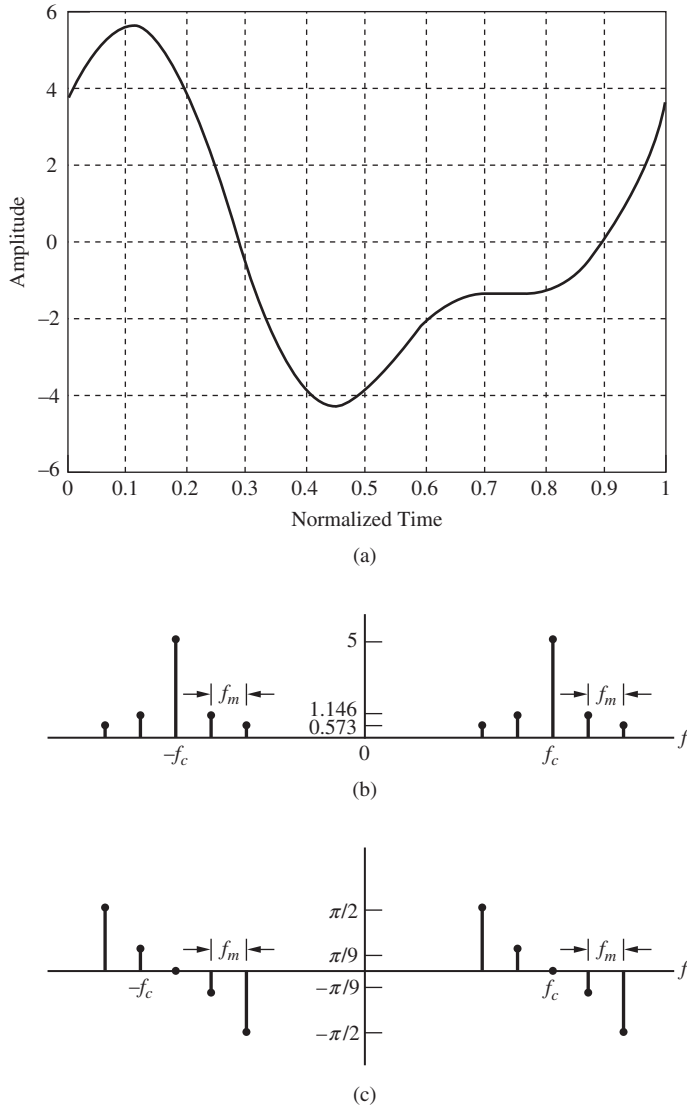 6
4
2
0
–2
–4
–6
Amplitude
0 0.1 0.2 0.3 0.4 0.5 0.6 0.7 0.8 0.9 1
Normalized Time
(a)
5
f_m f_m
1.146
0.573
–f_c 0 f_c f
(b)
π/2
f_m π/9 f_m
f
–f_c –π/9 f_c
–π/2
(c)